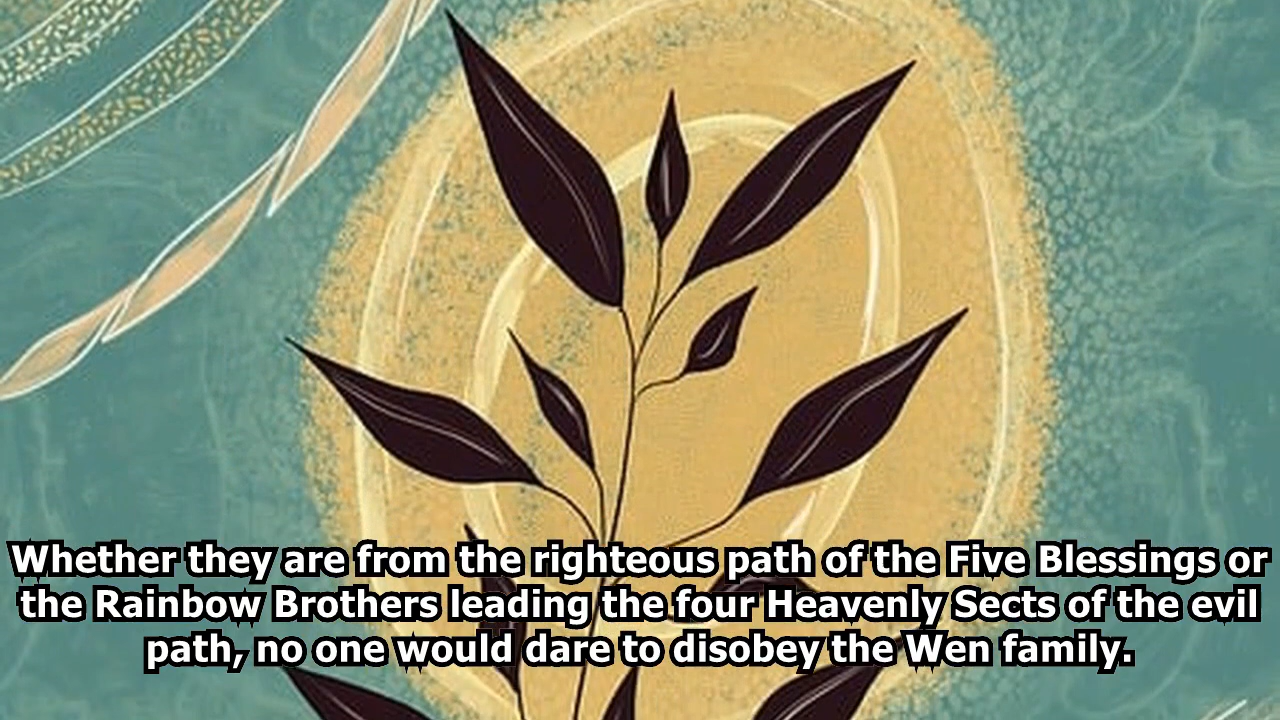 Whether they are from the righteous path of the Five Blessings or
the Rainbow Brothers leading the four Heavenly Sects of the evil
path, no one would dare to disobey the Wen family.